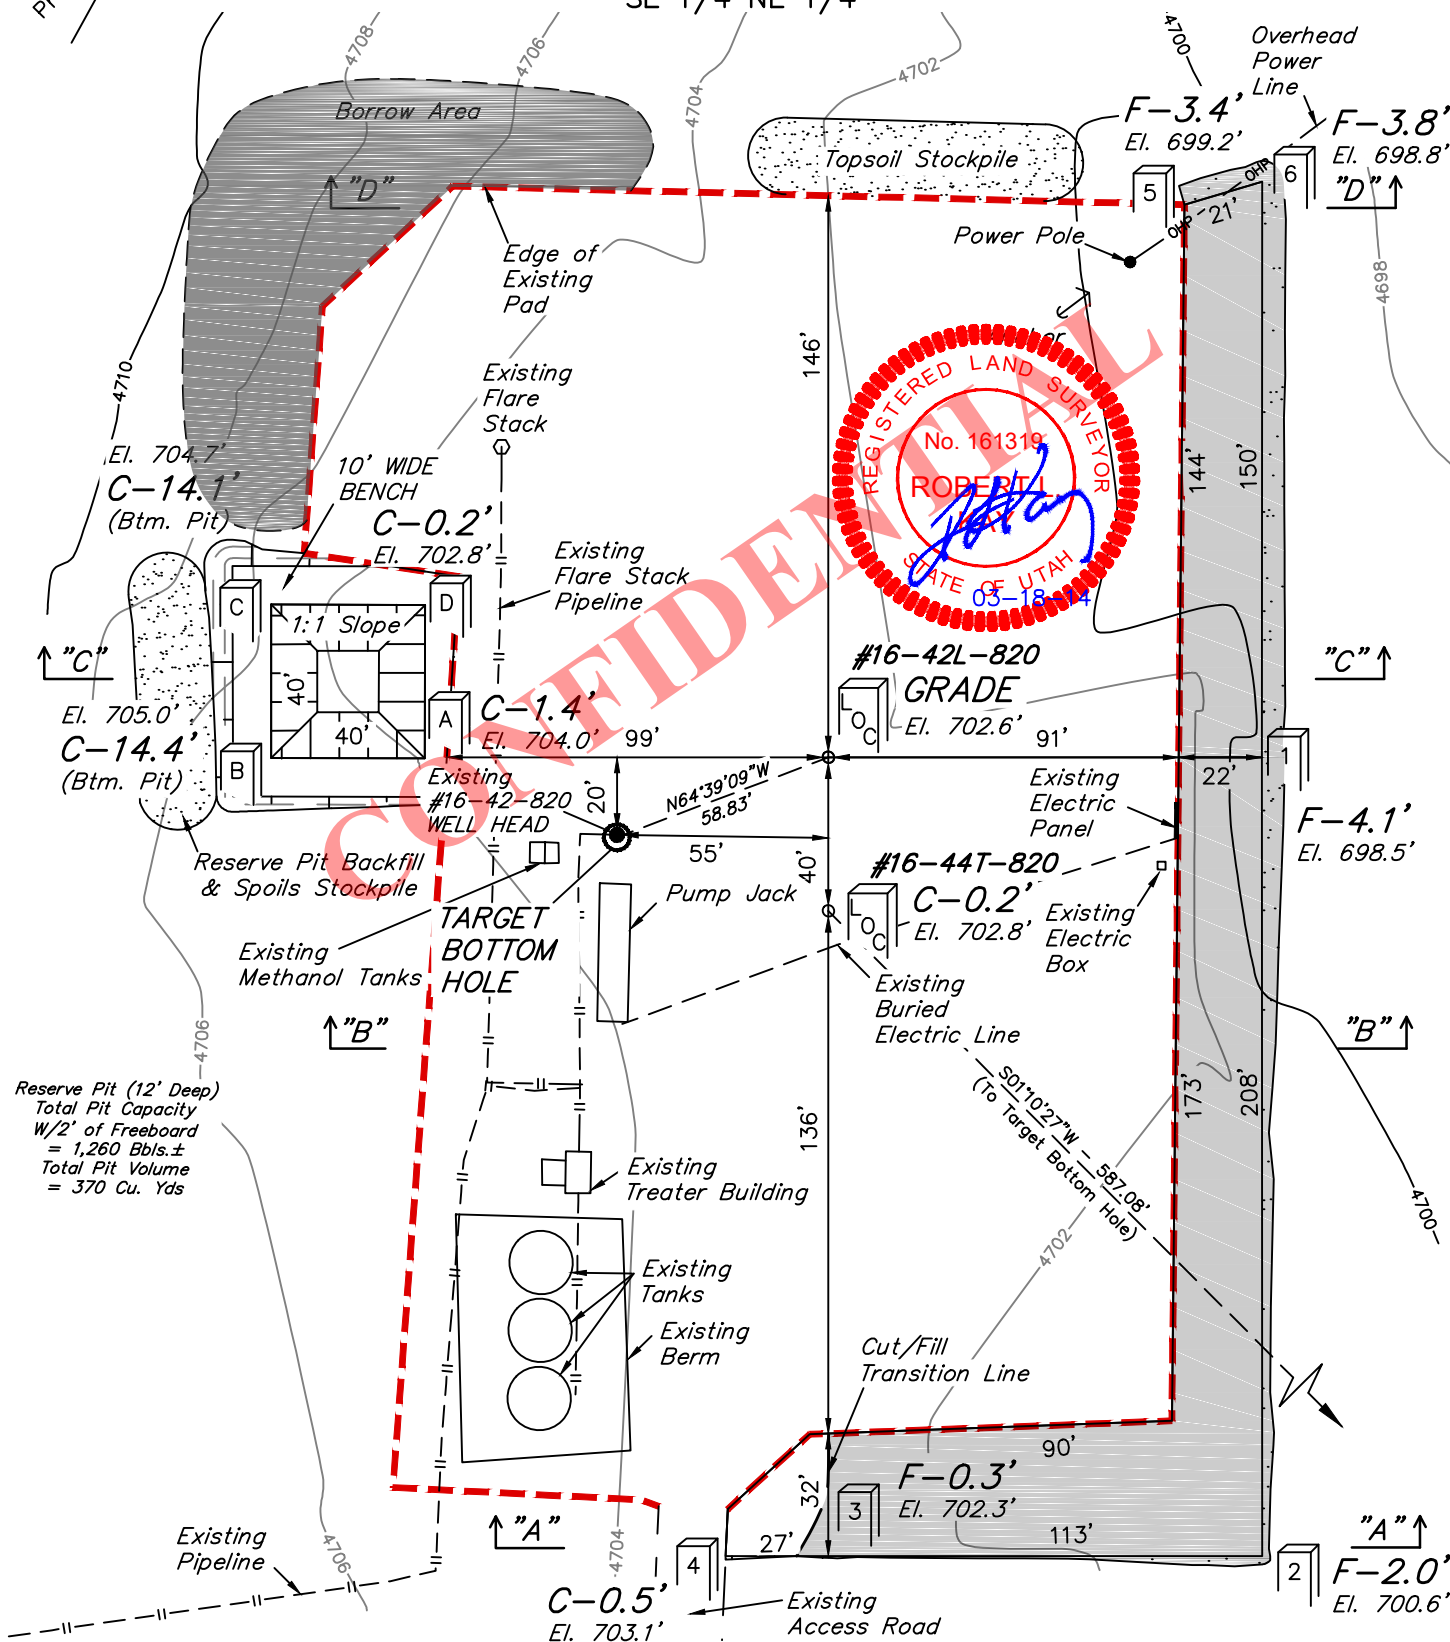 SE 1/4 NE 1/4
4708
4706
4704
4702
4700
Overhead
Power
Line
Borrow Area
Topsoil Stockpile
F-3.4'
El. 699.2'
F-3.8'
El. 698.8'
5
6
"D"
"D"
OHP
OHP
21'
Power Pole
Edge of
Existing
Pad
4698
4710
146'
Existing
Flare
Stack
REGISTERED LAND SURVEYOR
No. 161319
ROBERT L.
KAY
STATE OF UTAH
03-18-14
CONFIDENTIAL
144'
150'
El. 704.7'
C-14.1'
(Btm. Pit)
10' WIDE
BENCH
C-0.2'
El. 702.8'
Existing
Flare Stack
Pipeline
C
D
1:1 Slope
"C"
"C"
40'
40'
#16-42L-820
GRADE
El. 702.6'
LOC
El. 705.0'
C-14.4'
(Btm. Pit)
A
B
C-1.4'
El. 704.0'
99'
91'
22'
1
Existing
#16-42-820
WELL HEAD
20'
N64°39'09"W
58.83'
Existing
Electric
Panel
F-4.1'
El. 698.5'
55'
40'
Reserve Pit Backfill
& Spoils Stockpile
Pump Jack
#16-44T-820
C-0.2'
El. 702.8'
LOC
TARGET
BOTTOM
HOLE
Existing
Methanol Tanks
Existing
Electric
Box
Existing
Buried
Electric Line
"B"
"B"
4706
Reserve Pit (12' Deep)
Total Pit Capacity
W/2' of Freeboard
= 1,260 Bbls.±
Total Pit Volume
= 370 Cu. Yds
136'
173'
208'
S01°10'27"W - 587.08'
(To Target Bottom Hole)
4700
4702
Existing
Treater Building
Existing
Tanks
Existing
Berm
Cut/Fill
Transition Line
90'
32'
3
F-0.3'
El. 702.3'
27'
113'
"A"
"A"
Existing
Pipeline
4706
4704
4
2
C-0.5'
El. 703.1'
Existing
Access Road
F-2.0'
El. 700.6'